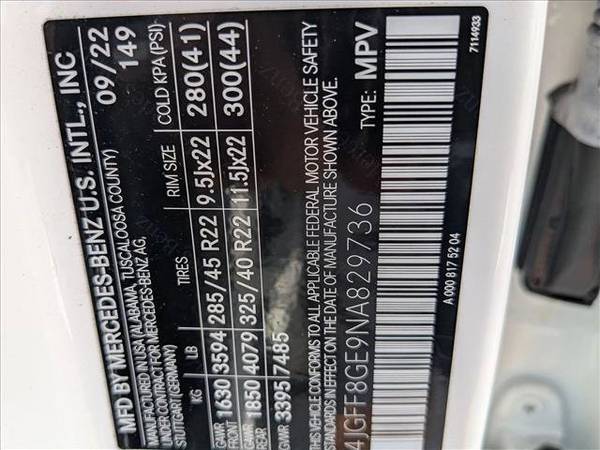 MFD BY MERCEDES-BENZ U.S. INTL., INC 09/22
MANUFACTURED IN USA (ALABAMA, TUSCALOOSA COUNTY) 149
UNDER CONTRACT FOR MERCEDES-BENZ AG,
STUTTGART (GERMANY)
KG LB TIRES RIM SIZE COLD KPA (PSI)
GAWR FRONT 1630 3594 285/45 R22 9.5Jx22 280(41)
GAWR REAR 1850 4079 325/40 R22 11.5Jx22 300(44)
GVWR 3395 7485
THIS VEHICLE CONFORMS TO ALL APPLICABLE FEDERAL MOTOR VEHICLE SAFETY
STANDARDS IN EFFECT ON THE DATE OF MANUFACTURE SHOWN ABOVE.
4JGFF8GE9NA829736 TYPE: MPV
A 000 817 52 04 7114933